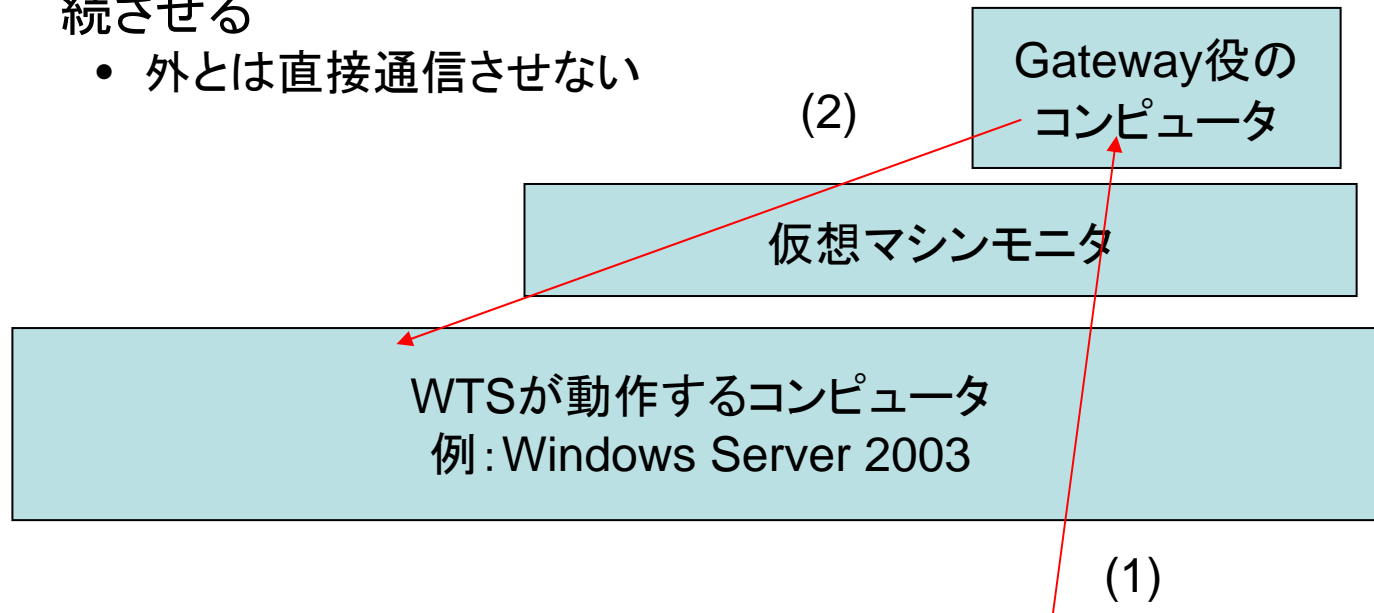 続させる
• 外とは直接通信させない
Gateway役の
コンピュータ
(2)
仮想マシンモニタ
WTSが動作するコンピュータ
例：Windows Server 2003
(1)